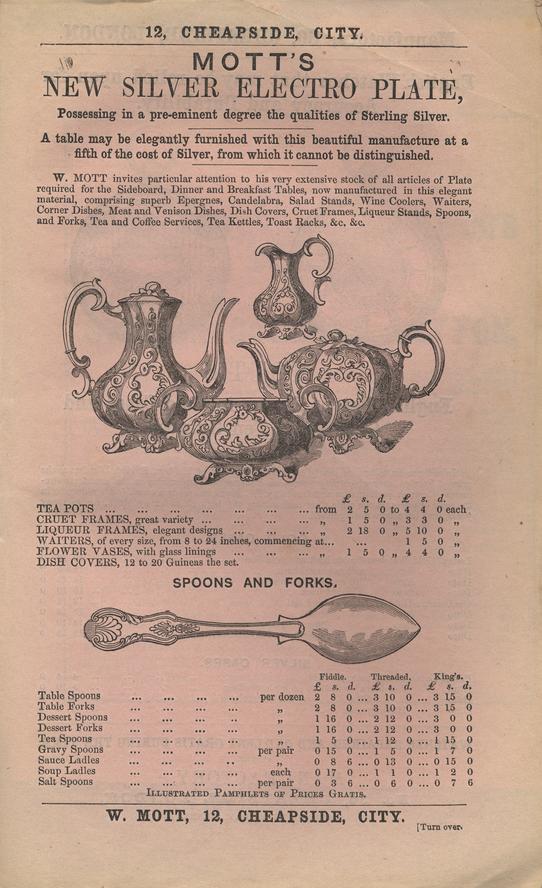 12, CHEAPSIDE, CITY.
MOTT'S
NEW SILVER ELECTRO PLATE,
Possessing in a pre-eminent degree the qualities of Sterling Silver.
A table may be elegantly furnished with this beautiful manufacture at a
fifth of the cost of Silver, from which it cannot be distinguished.
W. MOTT invites particular attention to his very extensive stock of all articles of Plate
required for the Sideboard, Dinner and Breakfast Tables, now manufactured in this elegant
material, comprising superb Epergnes, Candelabra, Salad Stands, Wine Coolers, Waiters,
Corner Dishes, Meat and Venison Dishes, Dish Covers, Cruet Frames, Liqueur Stands, Spoons,
and Forks, Tea and Coffee Services, Tea Kettles, Toast Racks, &c. &c.
£ s. d. £ s. d.
TEA POTS ... ... ... ... ... ... from 2 5 0 to 4 4 0 each
CRUET FRAMES, great variety ... ... ... ... „ 1 5 0 „ 3 3 0 „
LIQUEUR FRAMES, elegant designs ... ... ... „ 2 18 0 „ 5 10 0 „
WAITERS, of every size, from 8 to 24 inches, commencing at... ... 1 5 0 „
FLOWER VASES, with glass linings ... ... ... „ 1 5 0 „ 4 4 0 „
DISH COVERS, 12 to 20 Guineas the set.
SPOONS AND FORKS.
Fiddle. Threaded. King's.
£ s. d. £ s. d. £ s. d.
Table Spoons ... ... ... ... per dozen 2 8 0 ... 3 10 0 ... 3 15 0
Table Forks ... ... ... ... „ 2 8 0 ... 3 10 0 ... 3 15 0
Dessert Spoons ... ... ... ... „ 1 16 0 ... 2 12 0 ... 3 0 0
Dessert Forks ... ... ... ... „ 1 16 0 ... 2 12 0 ... 3 0 0
Tea Spoons ... ... ... ... „ 1 5 0 ... 1 12 0 ... 1 15 0
Gravy Spoons ... ... ... ... per pair 0 15 0 ... 1 5 0 ... 1 7 0
Sauce Ladles ... ... ... ... „ 0 8 6 ... 0 13 0 ... 0 15 0
Soup Ladles ... ... ... ... each 0 17 0 ... 1 1 0 ... 1 2 0
Salt Spoons ... ... ... ... per pair 0 3 6 ... 0 6 0 ... 0 7 6
ILLUSTRATED PAMPHLETS OF PRICES GRATIS.
W. MOTT, 12, CHEAPSIDE, CITY.
[Turn over.